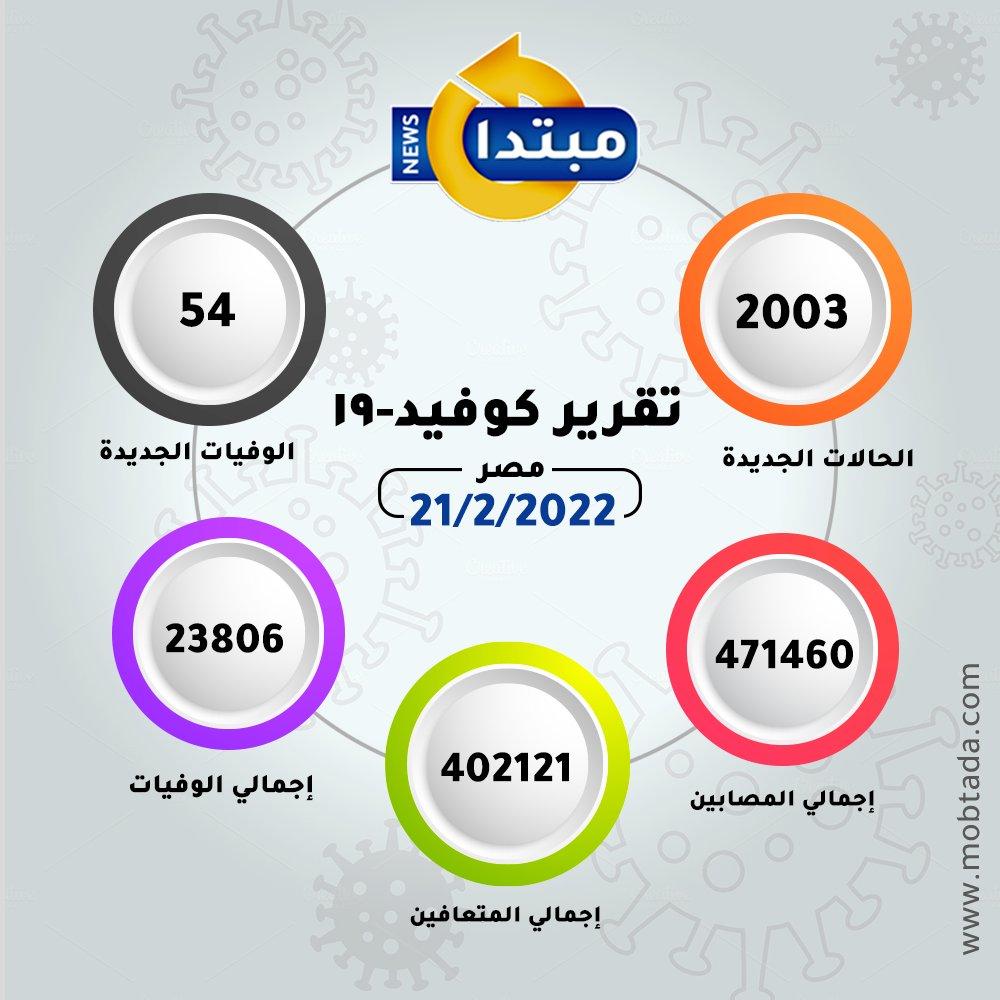 مبتدا
NEWS
2003
الحالات الجديدة
54
الوفيات الجديدة
تقرير كوفيد-١٩
مصر
21/2/2022
471460
إجمالي المصابين
23806
إجمالي الوفيات
402121
إجمالي المتعافين
www.mobtada.com